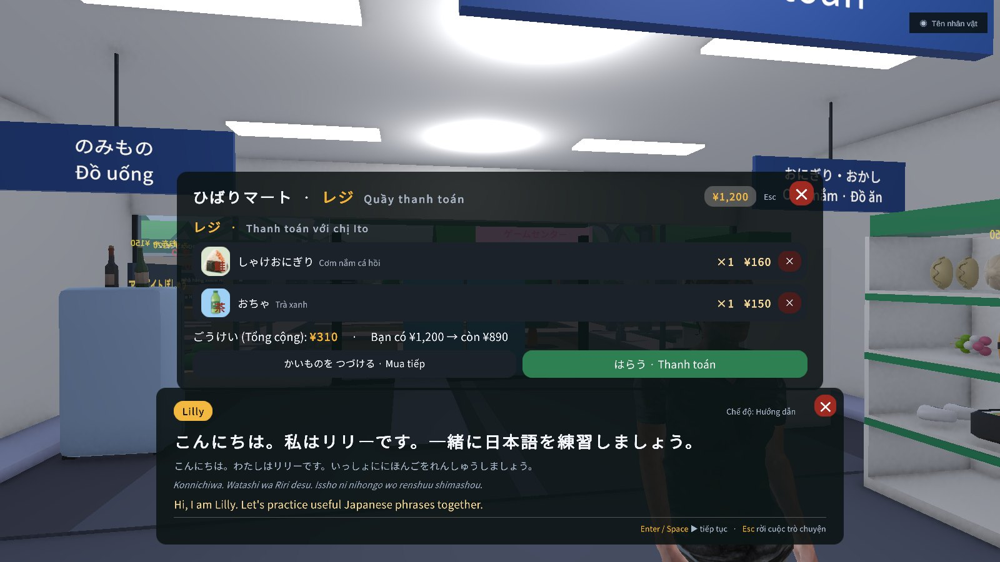 Tên nhân vật
のみもの
Đồ uống
おにぎり・おかし
nắm · Đồ ăn
ひばりマート · レジ Quầy thanh toán
¥1,200 Esc
レジ · Thanh toán với chị Ito
ゲームセンター
しゃけおにぎり Cơm nắm cá hồi ×1 ¥160
おちゃ Trà xanh ×1 ¥150
ごうけい (Tổng cộng): ¥310 · Bạn có ¥1,200 → còn ¥890
かいものを つづける · Mua tiếp
はらう · Thanh toán
Lilly
Chế độ: Hướng dẫn
こんにちは。私はリリーです。一緒に日本語を練習しましょう。
こんにちは。わたしはリリーです。いっしょににほんごをれんしゅうしましょう。
Konnichiwa. Watashi wa Riri desu. Issho ni nihongo wo renshuu shimashou.
Hi, I am Lilly. Let's practice useful Japanese phrases together.
Enter / Space ▶ tiếp tục · Esc rời cuộc trò chuyện